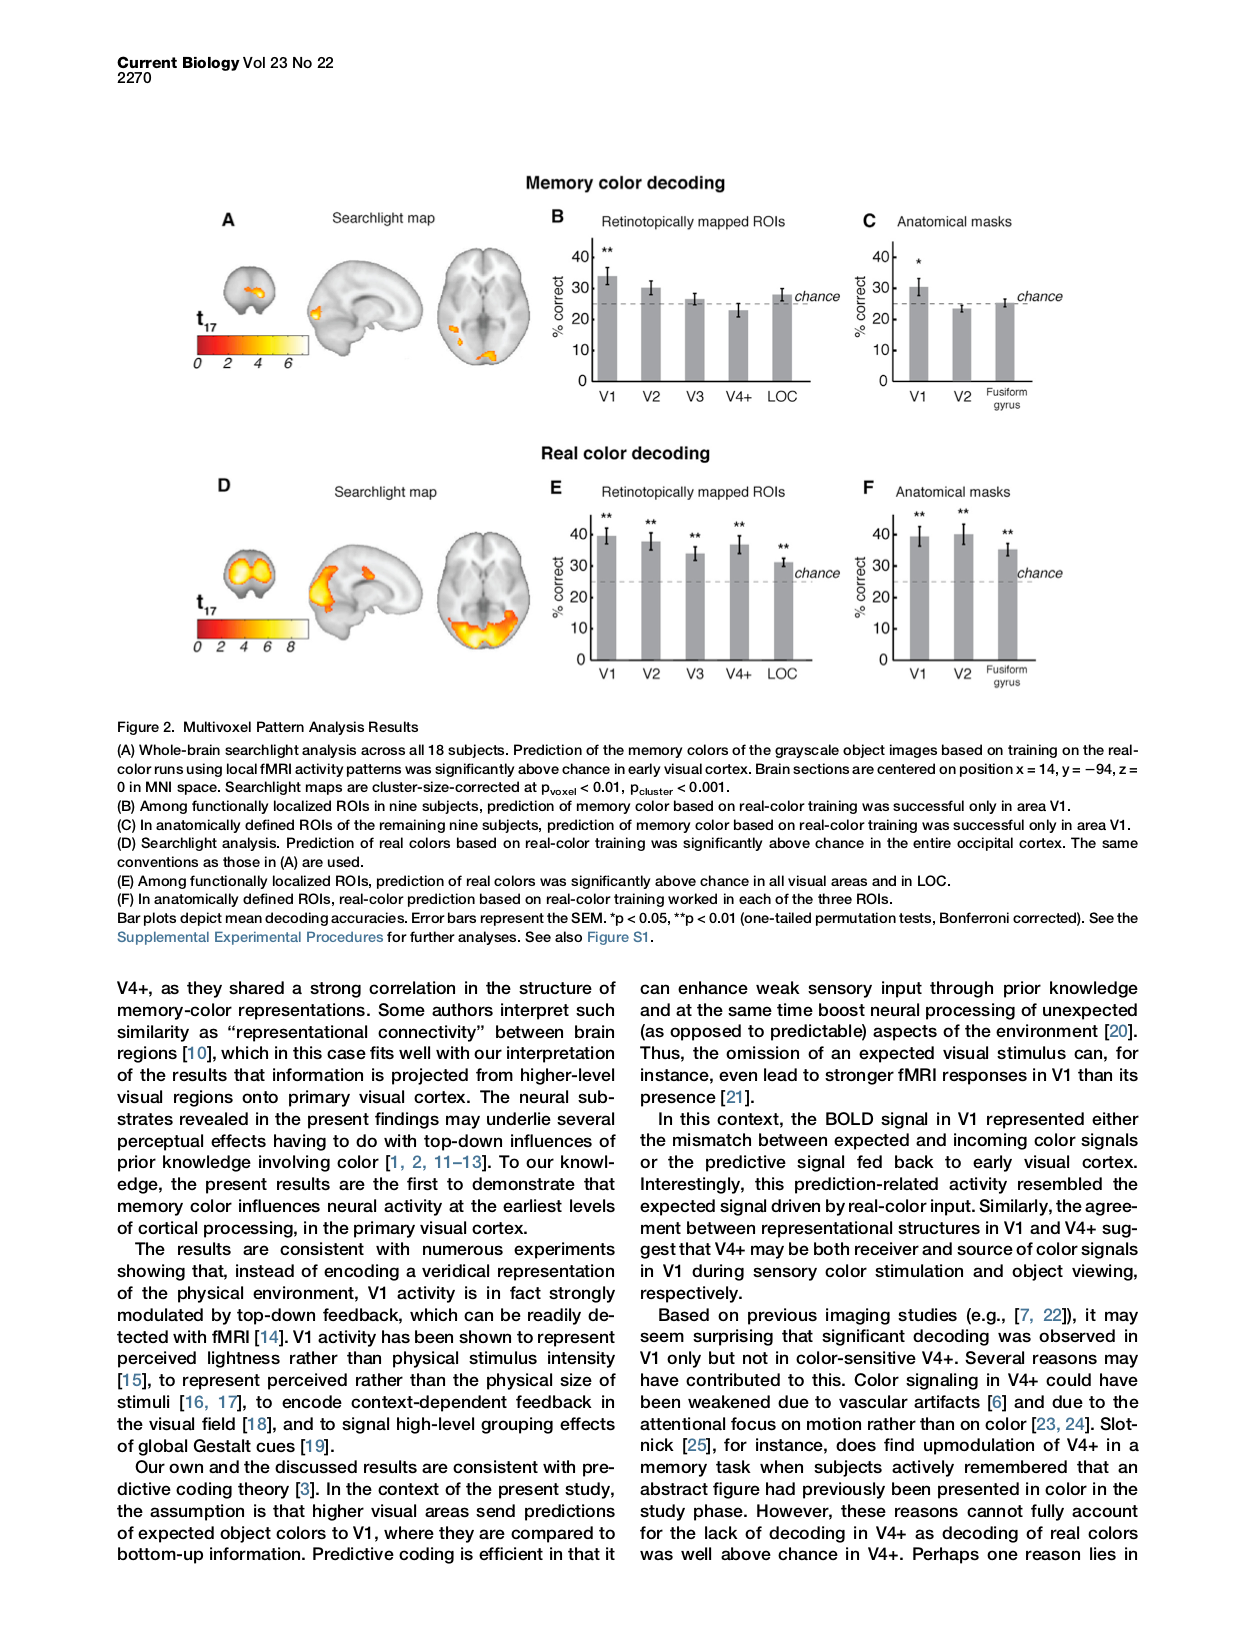 Current Biology Vol 23 No 22
2270
Memory color decoding
A
Searchlight map
t17
0 2 4 6
B
Retinotopically mapped ROIs
% correct
40
30
20
10
0
**
chance
V1 V2 V3 V4+ LOC
C
Anatomical masks
% correct
40
30
20
10
0
*
chance
V1 V2 Fusiform
gyrus
Real color decoding
D
Searchlight map
t17
0 2 4 6 8
E
Retinotopically mapped ROIs
% correct
40
30
20
10
0
** ** ** ** **
chance
V1 V2 V3 V4+ LOC
F
Anatomical masks
% correct
40
30
20
10
0
** ** **
chance
V1 V2 Fusiform
gyrus
Figure 2. Multivoxel Pattern Analysis Results
(A) Whole-brain searchlight analysis across all 18 subjects. Prediction of the memory colors of the grayscale object images based on training on the real-
color runs using local fMRI activity patterns was significantly above chance in early visual cortex. Brain sections are centered on position x = 14, y = −94, z =
0 in MNI space. Searchlight maps are cluster-size-corrected at pvoxel < 0.01, pcluster < 0.001.
(B) Among functionally localized ROIs in nine subjects, prediction of memory color based on real-color training was successful only in area V1.
(C) In anatomically defined ROIs of the remaining nine subjects, prediction of memory color based on real-color training was successful only in area V1.
(D) Searchlight analysis. Prediction of real colors based on real-color training was significantly above chance in the entire occipital cortex. The same
conventions as those in (A) are used.
(E) Among functionally localized ROIs, prediction of real colors was significantly above chance in all visual areas and in LOC.
(F) In anatomically defined ROIs, real-color prediction based on real-color training worked in each of the three ROIs.
Bar plots depict mean decoding accuracies. Error bars represent the SEM. *p < 0.05, **p < 0.01 (one-tailed permutation tests, Bonferroni corrected). See the
Supplemental Experimental Procedures for further analyses. See also Figure S1.
V4+, as they shared a strong correlation in the structure of
memory-color representations. Some authors interpret such
similarity as “representational connectivity” between brain
regions [10], which in this case fits well with our interpretation
of the results that information is projected from higher-level
visual regions onto primary visual cortex. The neural sub-
strates revealed in the present findings may underlie several
perceptual effects having to do with top-down influences of
prior knowledge involving color [1, 2, 11–13]. To our knowl-
edge, the present results are the first to demonstrate that
memory color influences neural activity at the earliest levels
of cortical processing, in the primary visual cortex.
The results are consistent with numerous experiments
showing that, instead of encoding a veridical representation
of the physical environment, V1 activity is in fact strongly
modulated by top-down feedback, which can be readily de-
tected with fMRI [14]. V1 activity has been shown to represent
perceived lightness rather than physical stimulus intensity
[15], to represent perceived rather than the physical size of
stimuli [16, 17], to encode context-dependent feedback in
the visual field [18], and to signal high-level grouping effects
of global Gestalt cues [19].
Our own and the discussed results are consistent with pre-
dictive coding theory [3]. In the context of the present study,
the assumption is that higher visual areas send predictions
of expected object colors to V1, where they are compared to
bottom-up information. Predictive coding is efficient in that it
can enhance weak sensory input through prior knowledge
and at the same time boost neural processing of unexpected
(as opposed to predictable) aspects of the environment [20].
Thus, the omission of an expected visual stimulus can, for
instance, even lead to stronger fMRI responses in V1 than its
presence [21].
In this context, the BOLD signal in V1 represented either
the mismatch between expected and incoming color signals
or the predictive signal fed back to early visual cortex.
Interestingly, this prediction-related activity resembled the
expected signal driven by real-color input. Similarly, the agree-
ment between representational structures in V1 and V4+ sug-
gest that V4+ may be both receiver and source of color signals
in V1 during sensory color stimulation and object viewing,
respectively.
Based on previous imaging studies (e.g., [7, 22]), it may
seem surprising that significant decoding was observed in
V1 only but not in color-sensitive V4+. Several reasons may
have contributed to this. Color signaling in V4+ could have
been weakened due to vascular artifacts [6] and due to the
attentional focus on motion rather than on color [23, 24]. Slot-
nick [25], for instance, does find upmodulation of V4+ in a
memory task when subjects actively remembered that an
abstract figure had previously been presented in color in the
study phase. However, these reasons cannot fully account
for the lack of decoding in V4+ as decoding of real colors
was well above chance in V4+. Perhaps one reason lies in